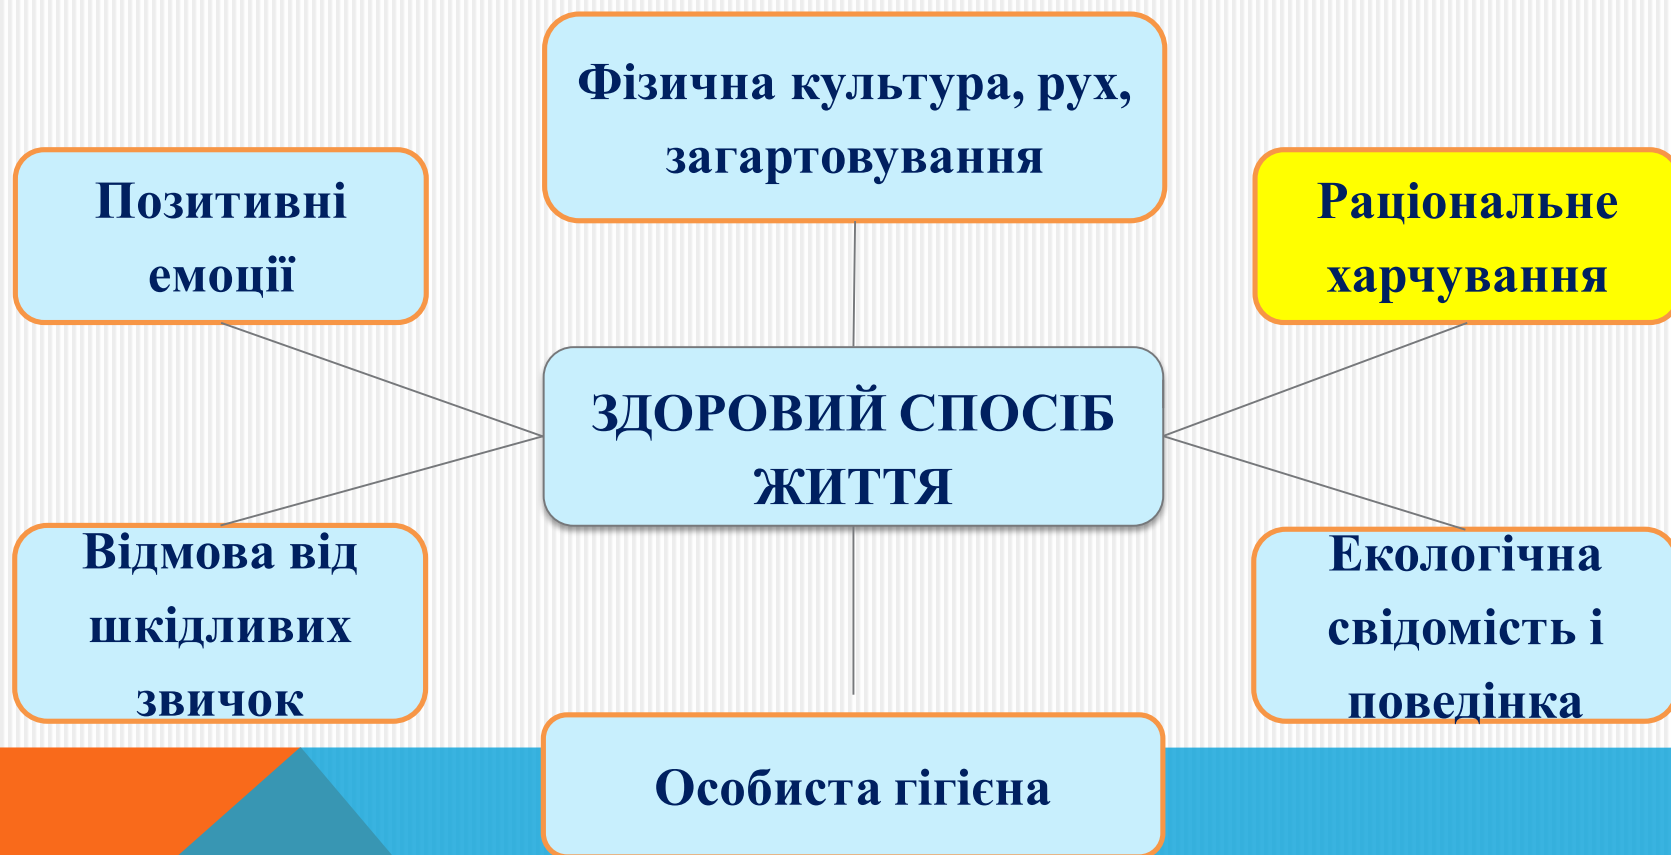 Фізична культура, рух,
загартовування
Позитивні
емоції
Раціональне
харчування
ЗДОРОВИЙ СПОСІБ
ЖИТТЯ
Відмова від
шкідливих
звичок
Екологічна
свідомість і
поведінка
Особиста гігієна